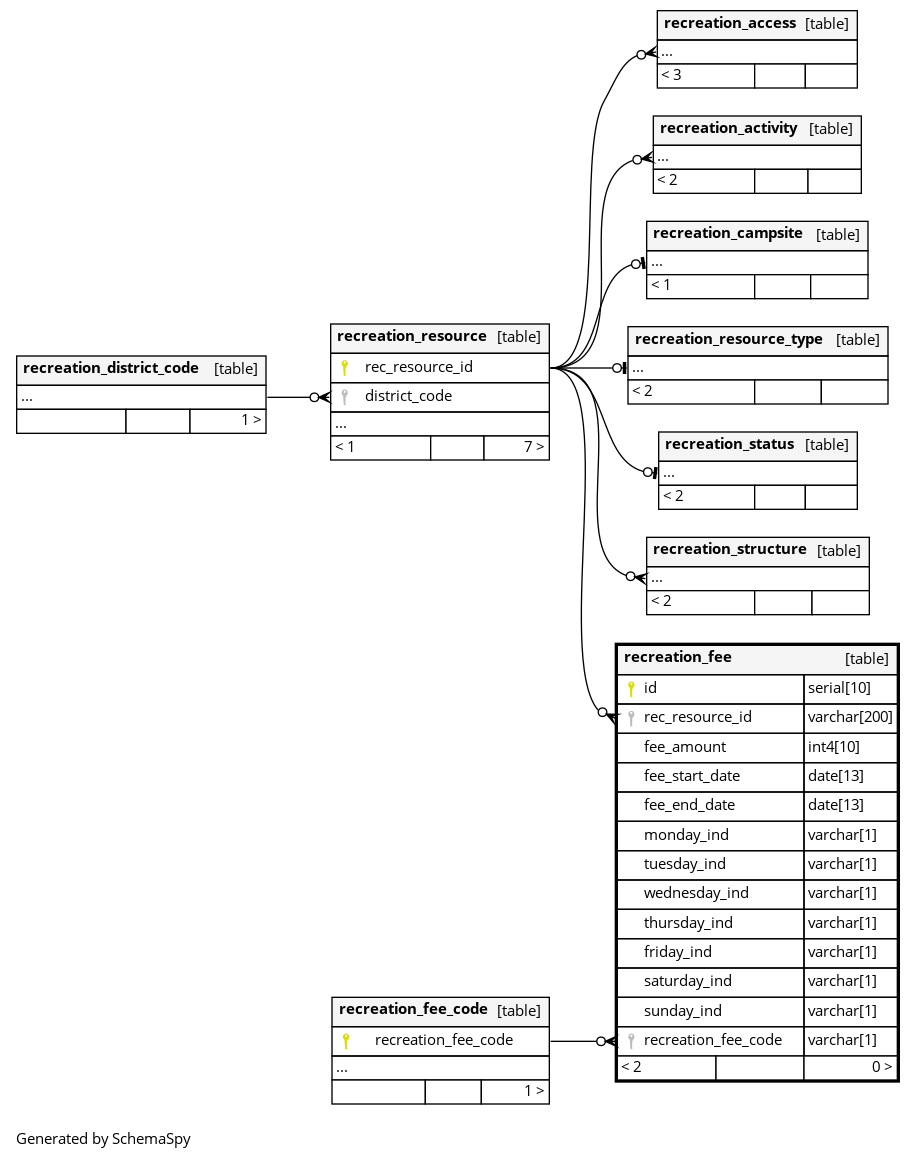 recreation_access [table]
...
< 3
recreation_activity [table]
...
< 2
recreation_campsite [table]
...
< 1
recreation_resource_type [table]
...
< 2
recreation_status [table]
...
< 2
recreation_structure [table]
...
< 2
recreation_resource [table]
rec_resource_id
district_code
...
< 1 7 >
recreation_district_code [table]
...
1 >
recreation_fee [table]
id serial[10]
rec_resource_id varchar[200]
fee_amount int4[10]
fee_start_date date[13]
fee_end_date date[13]
monday_ind varchar[1]
tuesday_ind varchar[1]
wednesday_ind varchar[1]
thursday_ind varchar[1]
friday_ind varchar[1]
saturday_ind varchar[1]
sunday_ind varchar[1]
recreation_fee_code varchar[1]
< 2 0 >
recreation_fee_code [table]
recreation_fee_code
...
1 >
Generated by SchemaSpy